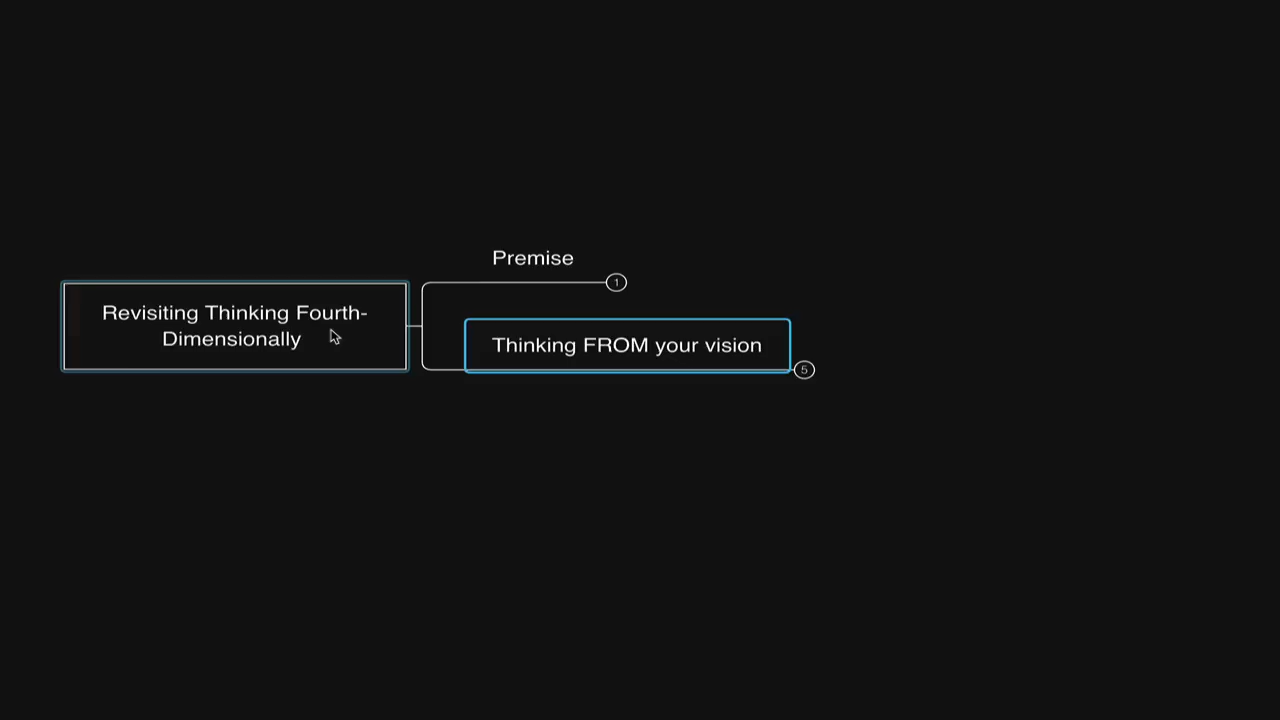 Premise
1
Revisiting Thinking Fourth-
Dimensionally
Thinking FROM your vision
5